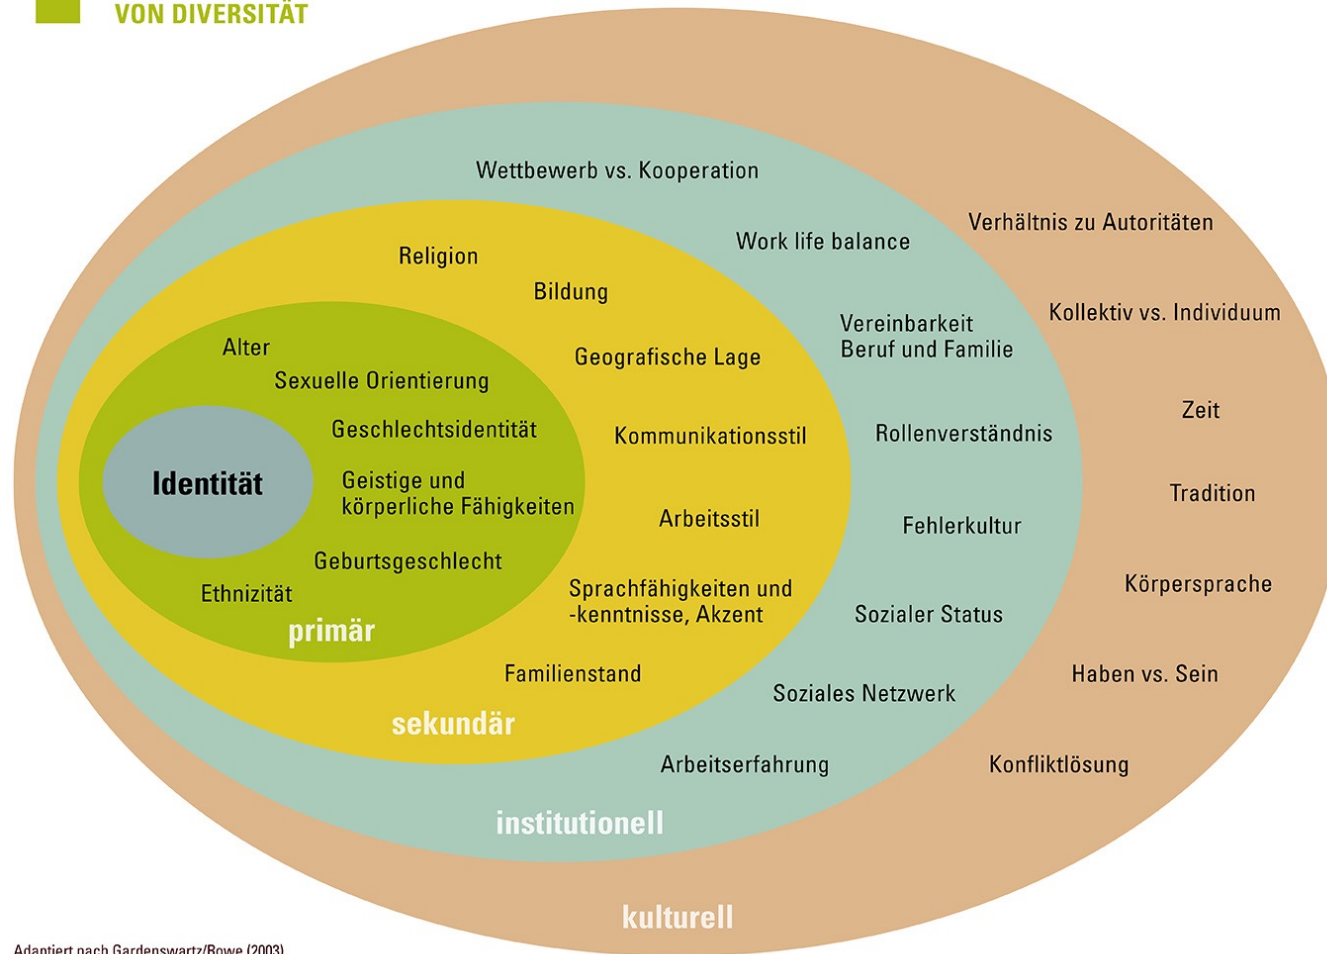 VON DIVERSITÄT
Wettbewerb vs. Kooperation
Verhältnis zu Autoritäten
Work life balance
Religion
Bildung
Kollektiv vs. Individuum
Vereinbarkeit
Beruf und Familie
Alter
Geografische Lage
Sexuelle Orientierung
Zeit
Geschlechtsidentität
Kommunikationsstil
Rollenverständnis
Identität
Geistige und
körperliche Fähigkeiten
Tradition
Arbeitsstil
Fehlerkultur
Geburtsgeschlecht
Ethnizität
Sprachfähigkeiten und
-kenntnisse, Akzent
Körpersprache
Sozialer Status
primär
Familienstand
Haben vs. Sein
Soziales Netzwerk
sekundär
Arbeitserfahrung
Konfliktlösung
institutionell
kulturell
Adaptiert nach Gardenswartz/Rowe (2003)